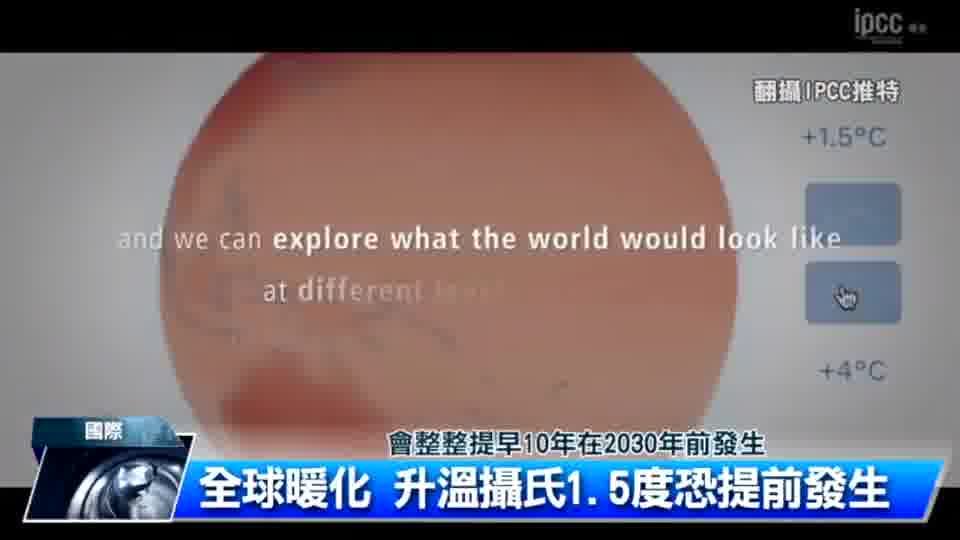 ipcc
翻攝IPCC推特
+1.5°C
and we can explore what the world would look like
at different
+4°C
國際
會整整提早10年在2030年前發生
全球暖化 升溫攝氏1.5度恐提前發生